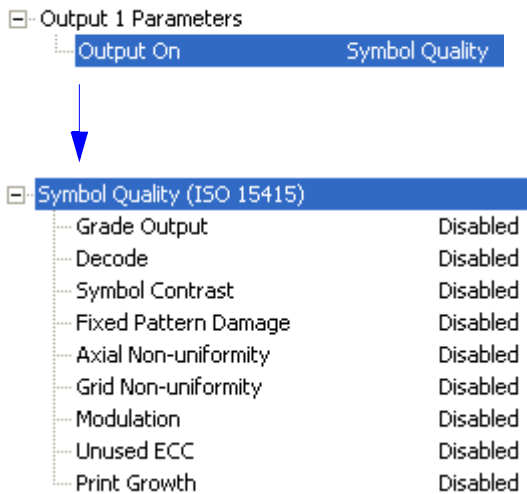 Output 1 Parameters
Output On Symbol Quality
Symbol Quality (ISO 15415)
Grade Output Disabled
Decode Disabled
Symbol Contrast Disabled
Fixed Pattern Damage Disabled
Axial Non-uniformity Disabled
Grid Non-uniformity Disabled
Modulation Disabled
Unused ECC Disabled
Print Growth Disabled